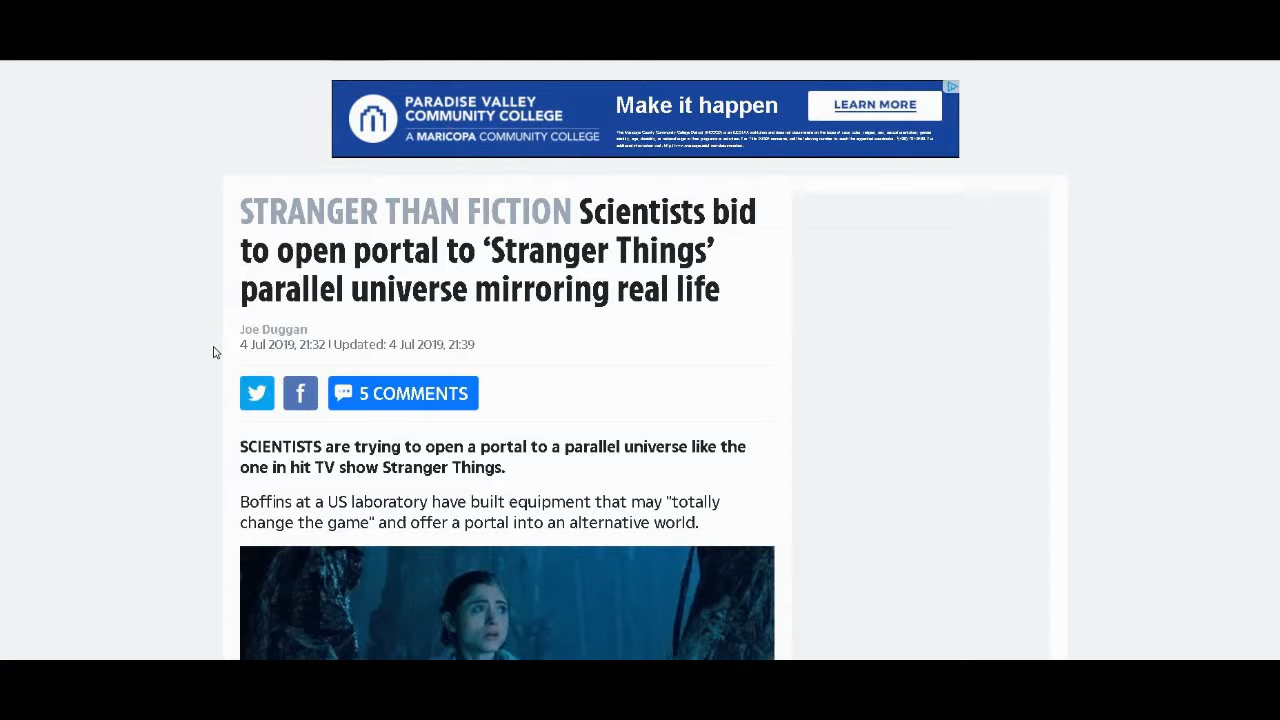 PARADISE VALLEY
COMMUNITY COLLEGE
A MARICOPA COMMUNITY COLLEGE
Make it happen
LEARN MORE
STRANGER THAN FICTION Scientists bid
to open portal to ‘Stranger Things’
parallel universe mirroring real life
Joe Duggan
4 Jul 2019, 21:32 | Updated: 4 Jul 2019, 21:39
5 COMMENTS
SCIENTISTS are trying to open a portal to a parallel universe like the
one in hit TV show Stranger Things.
Boffins at a US laboratory have built equipment that may "totally
change the game" and offer a portal into an alternative world.